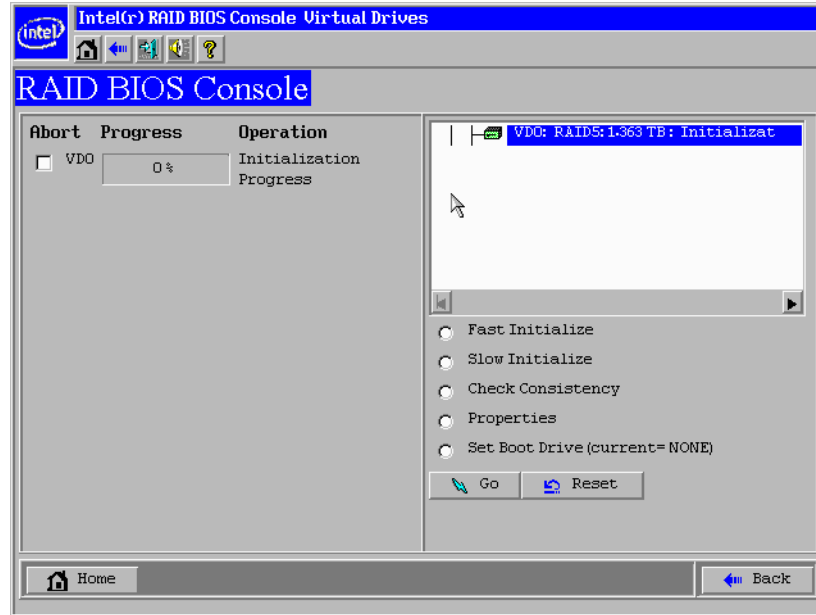 Intel(r) RAID BIOS Console Virtual Drives
intel
?
RAID BIOS Console
Abort Progress Operation
VD0 0% Initialization
Progress
VD0: RAID5: 1.363 TB: Initializat
Fast Initialize
Slow Initialize
Check Consistency
Properties
Set Boot Drive (current= NONE)
Go Reset
Home Back